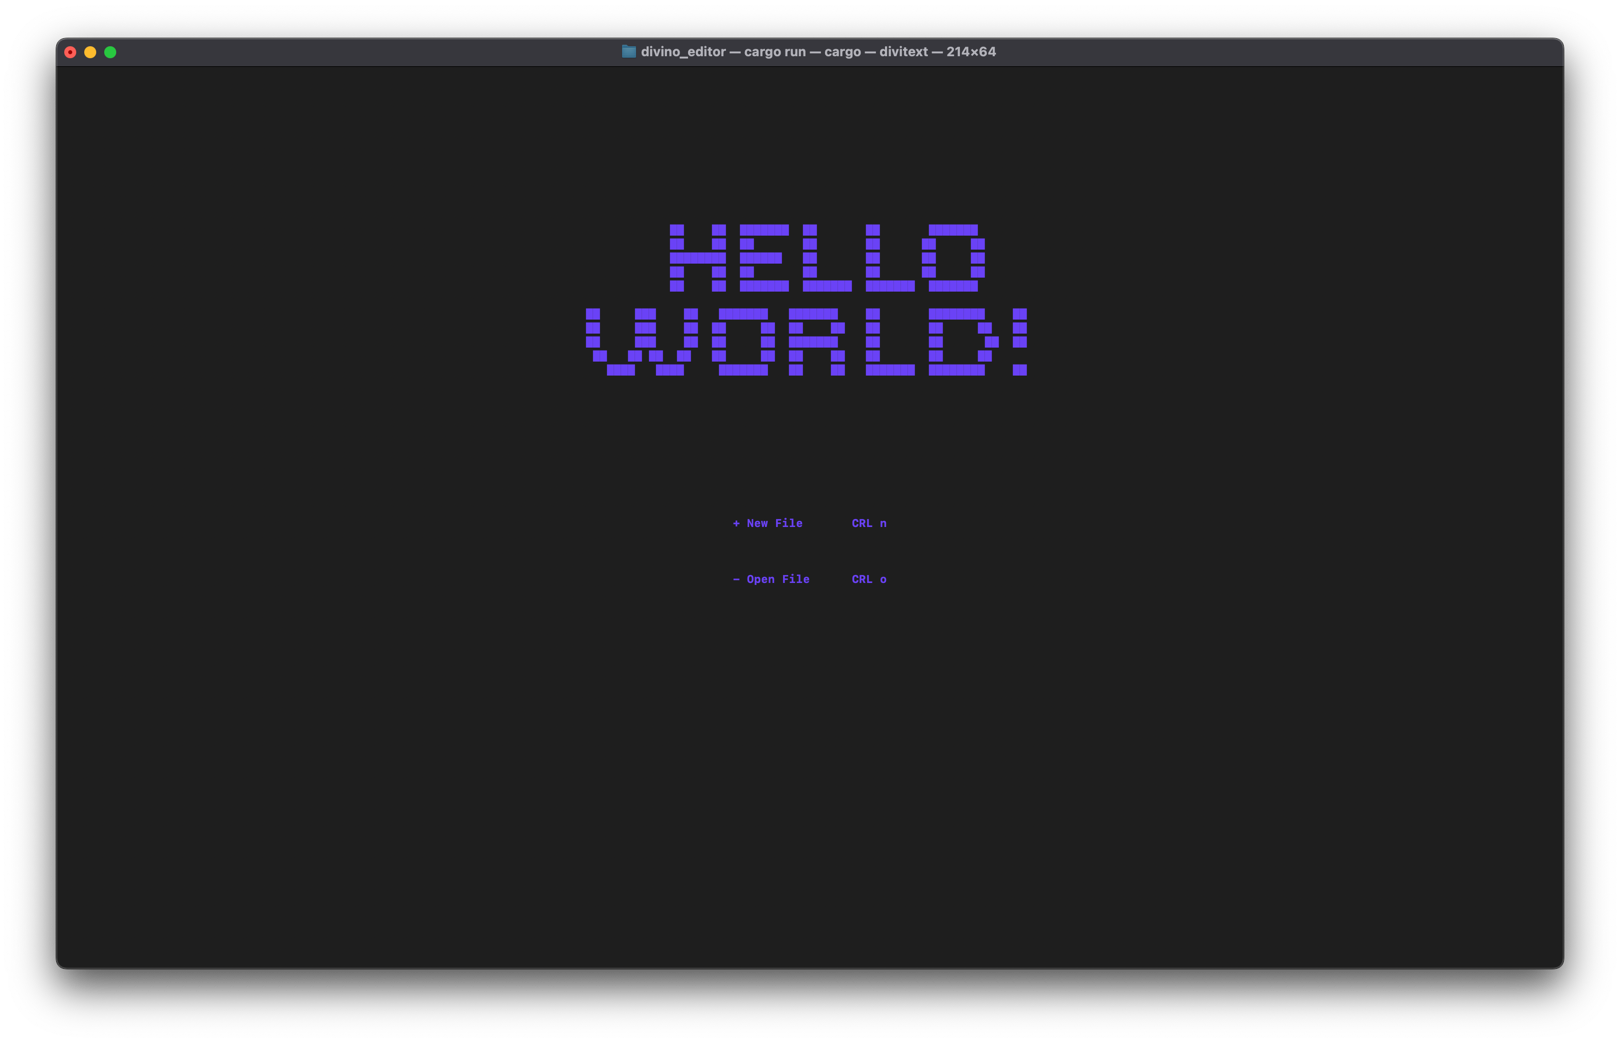 divino_editor — cargo run — cargo — divitext — 214×64
HELLO
WORLD!
+ New File CRL n
- Open File CRL o